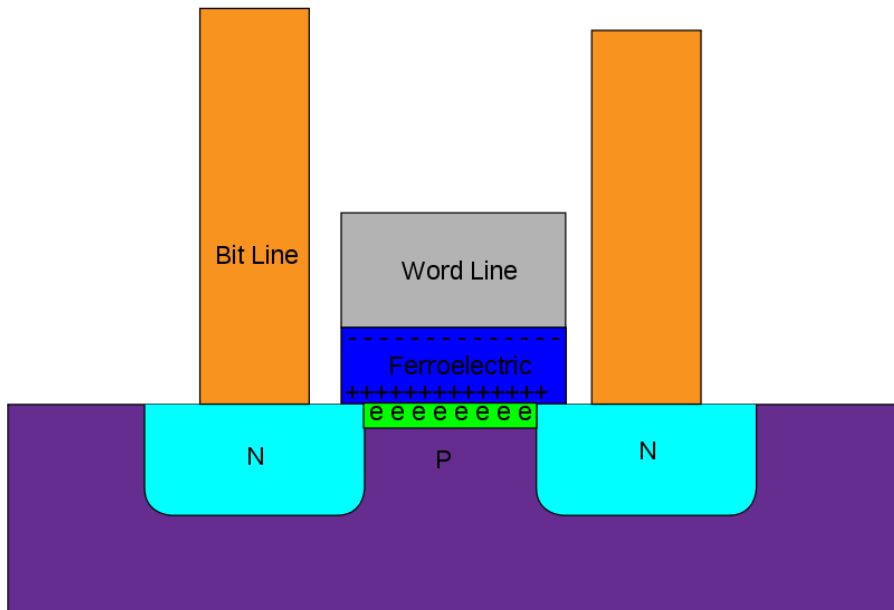 Bit Line
Word Line
- - - - - - - - - - - - - - -
Ferroelectric
++++++++++++++
e e e e e e e e
N
P
N